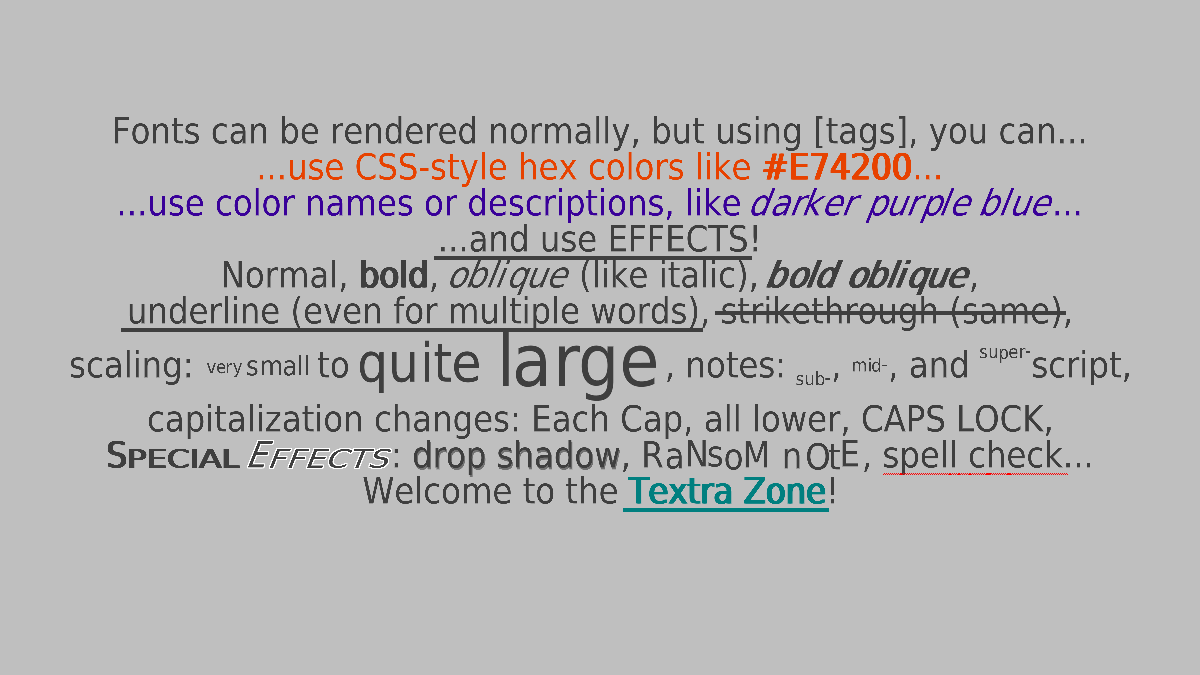 Fonts can be rendered normally, but using [tags], you can...
...use CSS-style hex colors like #E74200...
...use color names or descriptions, like darker purple blue...
...and use EFFECTS!
Normal, bold, oblique (like italic), bold oblique,
underline (even for multiple words), strikethrough (same),
scaling: very small to quite large, notes: sub-, mid-, and super-script,
capitalization changes: Each Cap, all lower, CAPS LOCK,
SPECIAL EFFECTS: drop shadow, RaNsoM nOtE, spell check...
Welcome to the Textra Zone!